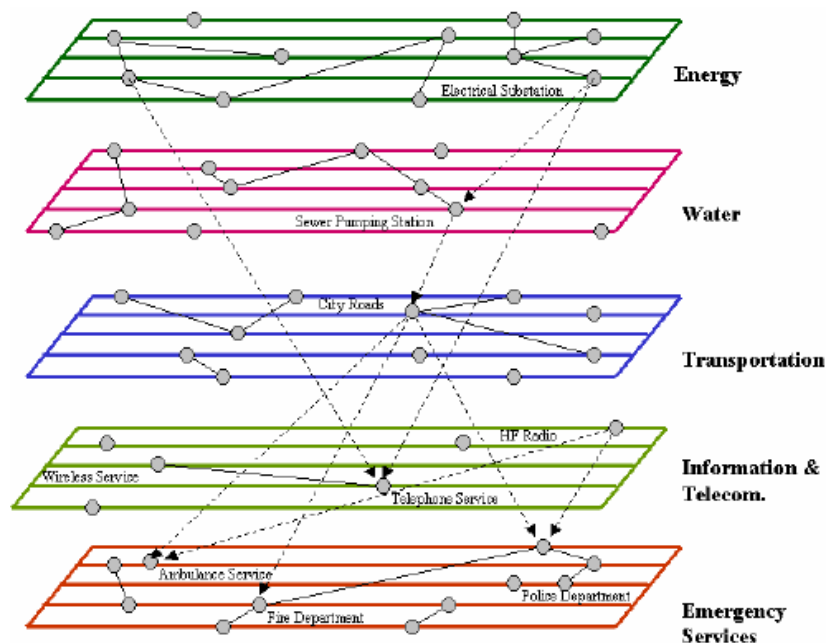 Electrical Substation
Energy
Sewer Pumping Station
Water
City Roads
Transportation
HF Radio
Wireless Service
Telephone Service
Information &
Telecom.
Ambulance Service
Police Department
Fire Department
Emergency
Services